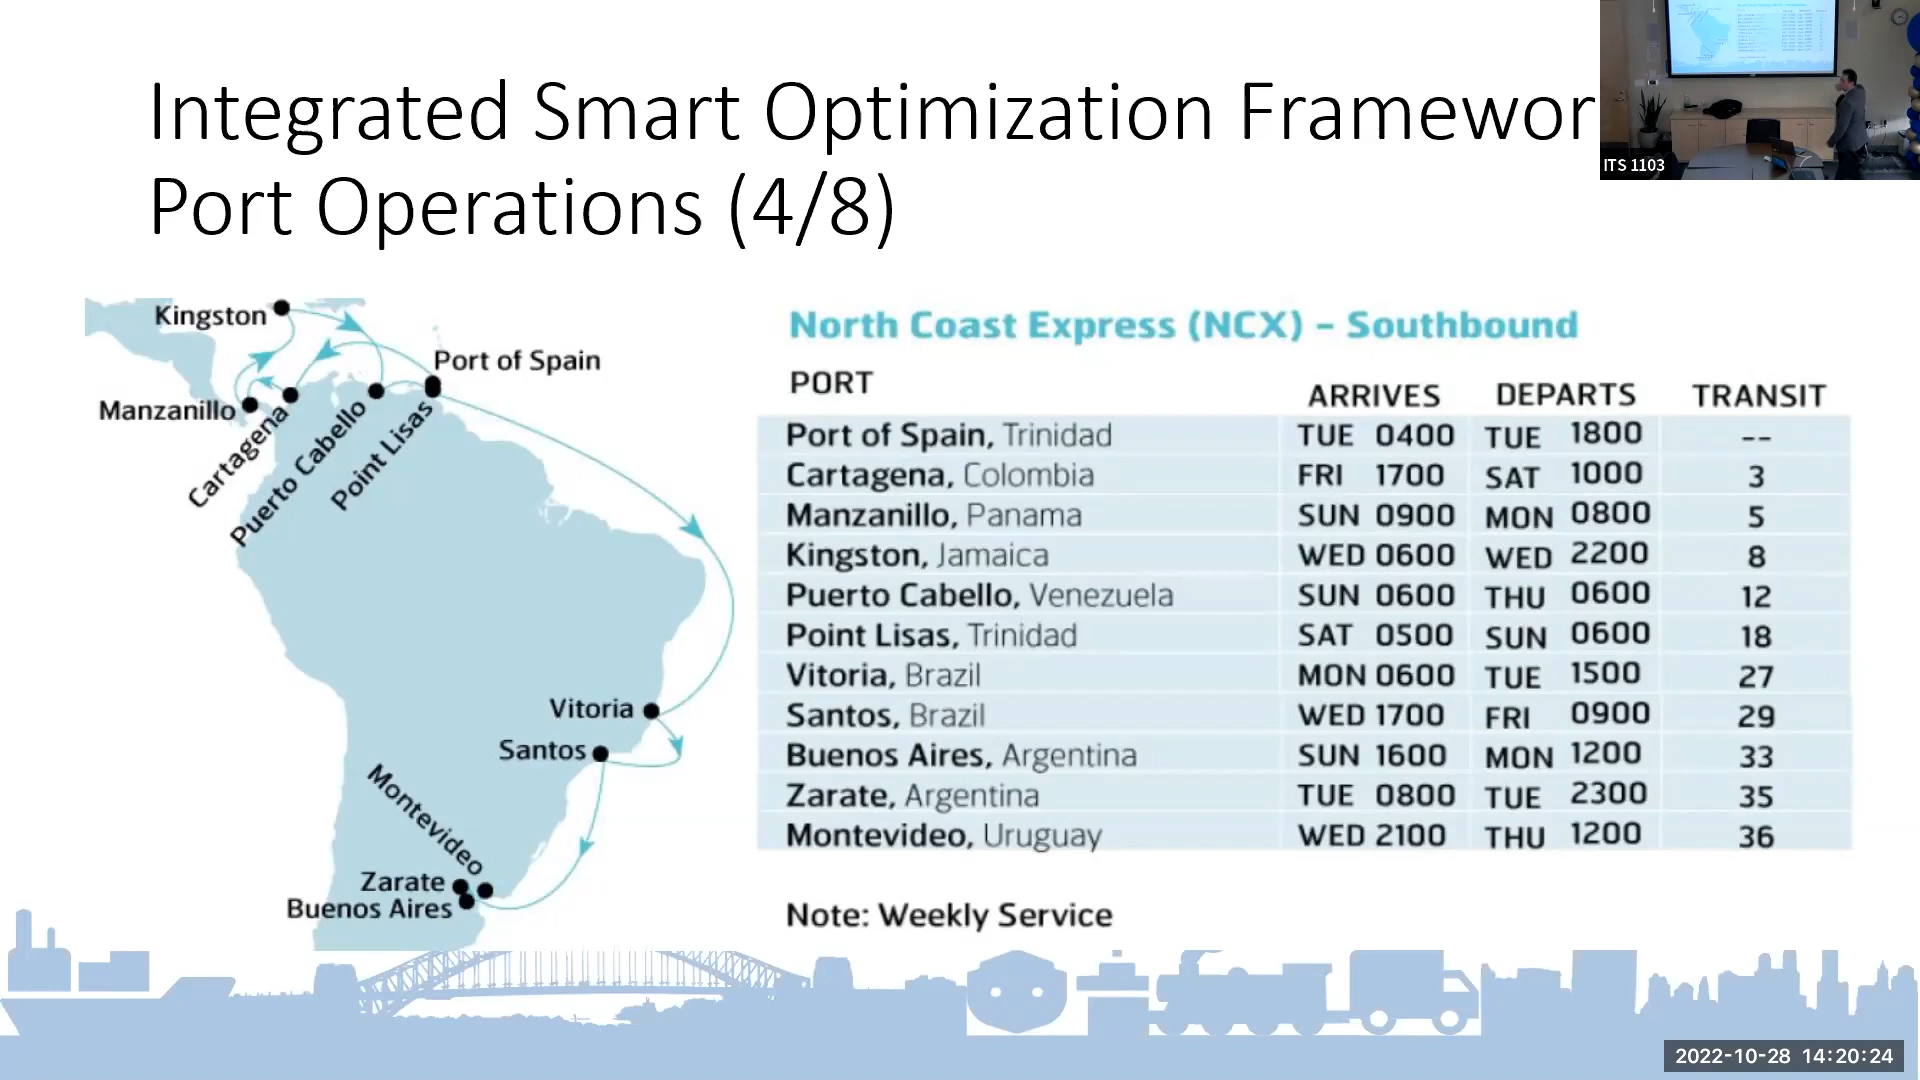 Integrated Smart Optimization Framewor
Port Operations (4/8)
ITS 1103
Kingston
Port of Spain
Manzanillo
Cartagena
Puerto Cabello
Point Lisas
Vitoria
Santos
Montevideo
Zarate
Buenos Aires
North Coast Express (NCX) – Southbound
PORT ARRIVES DEPARTS TRANSIT
Port of Spain, Trinidad TUE 0400 TUE 1800 --
Cartagena, Colombia FRI 1700 SAT 1000 3
Manzanillo, Panama SUN 0900 MON 0800 5
Kingston, Jamaica WED 0600 WED 2200 8
Puerto Cabello, Venezuela SUN 0600 THU 0600 12
Point Lisas, Trinidad SAT 0500 SUN 0600 18
Vitoria, Brazil MON 0600 TUE 1500 27
Santos, Brazil WED 1700 FRI 0900 29
Buenos Aires, Argentina SUN 1600 MON 1200 33
Zarate, Argentina TUE 0800 TUE 2300 35
Montevideo, Uruguay WED 2100 THU 1200 36
Note: Weekly Service
2022-10-28 14:20:24